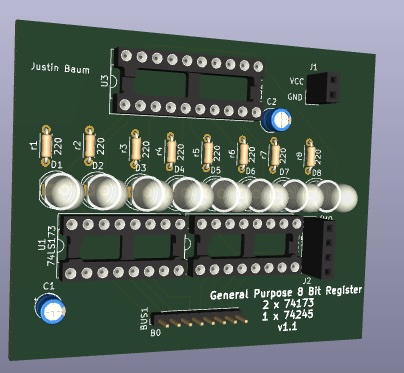 Justin Baum
U3
J1
VCC
GND
C2
r1
220
r2
220
r3
220
r4
220
r5
220
r6
220
r7
220
r8
220
D1
D2
D3
D4
D5
D6
D7
D8
U1
74LS173
J2
C1
General Purpose 8 Bit Register
2 x 74173
1 x 74245
v1.1
BUS1
B0